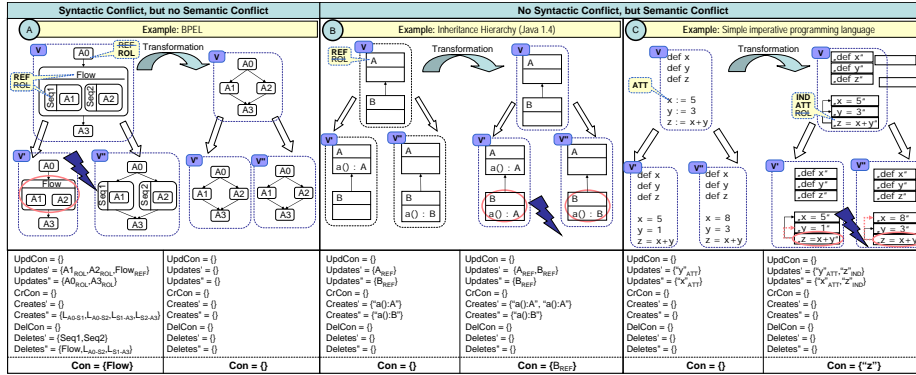 Syntactic Conflict, but no Semantic Conflict
No Syntactic Conflict, but Semantic Conflict
A
Example: BPEL
B
Example: Inheritance Hierarchy (Java 1.4)
C
Example: Simple imperative programming language
V
A0
REF
ROL
Transformation
V
REF
ROL
Flow
Seq1
A1
Seq2
A2
A3
A0
A1
A2
A3
V'
A0
Flow
A1
A2
A3
V''
A0
Seq1
A1
Seq2
A2
A3
V'
A0
A1
A2
A3
V''
A0
A1
A2
A3
REF
ROL
V
A
B
Transformation
V
A
B
V'
A
a() : A
B
V''
A
B
a() : B
V'
A
B
a() : A
V''
A
B
a() : B
V
def x
def y
def z
ATT
x := 5
y := 3
z := x+y
Transformation
V
„def x“
„def y“
„def z“
IND
ATT
ROL
„x = 5“
„y = 3“
„z = x+y“
V'
def x
def y
def z
x = 5
y = 1
z = x+y
V''
def x
def y
def z
x = 8
y = 3
z = x+y
V'
„def x“
„def y“
„def z“
„x = 5“
„y = 1“
„z =x+y“
V''
„def x“
„def y“
„def z“
„x = 8“
„y = 3“
„z = x+y“
UpdCon = {}
Updates' = {A1ROL,A2ROL,FlowREF}
Updates'' = {A0ROL,A3ROL}
CrCon = {}
Creates' = {}
Creates'' = {LA0-S1,LA0-S2,LS1-A3,LS2-A3}
DelCon = {}
Deletes' = {Seq1,Seq2}
Deletes'' = {Flow,LA0-S2,LS1-A3}
Con = {Flow}
UpdCon = {}
Updates' = {}
Updates'' = {}
CrCon = {}
Creates' = {}
Creates'' = {}
DelCon = {}
Deletes' = {}
Deletes'' = {}
Con = {}
UpdCon = {}
Updates' = {AREF}
Updates'' = {BREF}
CrCon = {}
Creates' = {"a():A"}
Creates'' = {"a():B"}
DelCon = {}
Deletes' = {}
Deletes'' = {}
Con = {}
UpdCon = {}
Updates' = {AREF,BREF}
Updates'' = {BREF}
CrCon = {}
Creates' = {"a():A", "a():A"}
Creates'' = {"a():B"}
DelCon = {}
Deletes' = {}
Deletes'' = {}
Con = {BREF}
UpdCon = {}
Updates' = {"y"ATT}
Updates'' = {"x"ATT}
CrCon = {}
Creates' = {}
Creates'' = {}
DelCon = {}
Deletes' = {}
Deletes'' = {}
Con = {}
UpdCon = {}
Updates' = {"y"ATT,"z"IND}
Updates'' = {"x"ATT,"z"IND}
CrCon = {}
Creates' = {}
Creates'' = {}
DelCon = {}
Deletes' = {}
Deletes'' = {}
Con = {"z"}